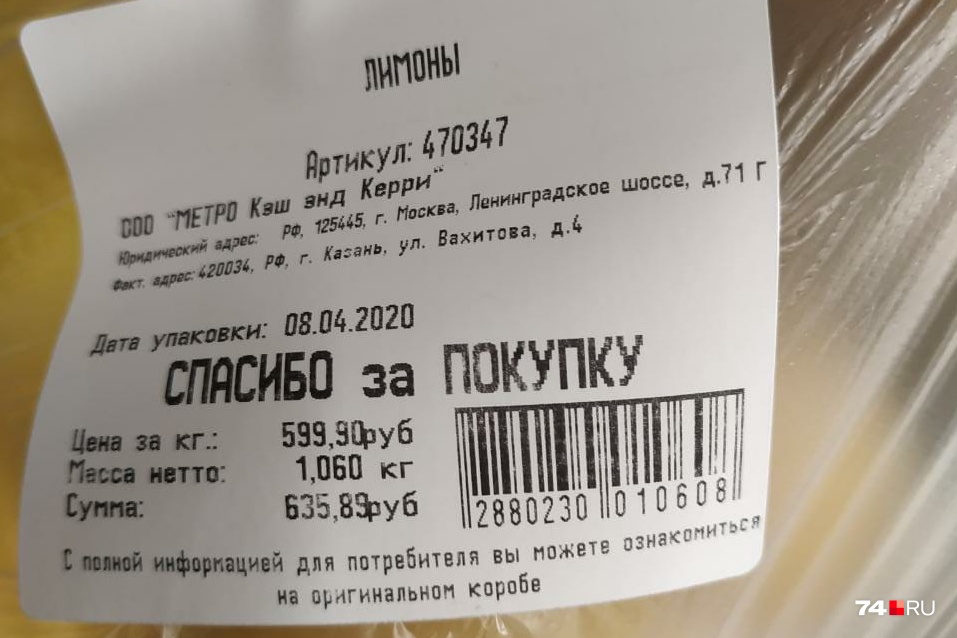 ЛИМОНЫ
Артикул: 470347
ООО "МЕТРО Кэш энд Керри"
Юридический адрес: РФ, 125445, г. Москва, Ленинградское шоссе, д.71 Г
Факт. адрес: 420034, РФ, г. Казань, ул. Вахитова, д.4
Дата упаковки: 08.04.2020
СПАСИБО за ПОКУПКУ
Цена за кг.: 599,90руб
Масса нетто: 1,060 кг
Сумма: 635,89руб
2880230 010608
С полной информацией для потребителя вы можете ознакомиться
на оригинальном коробе
74.RU